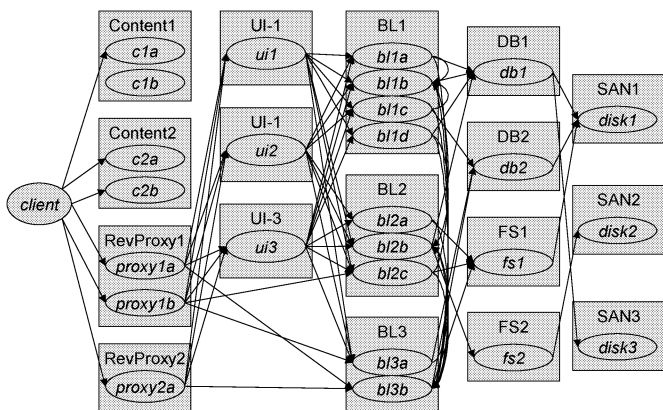 client
Content1
c1a
c1b
Content2
c2a
c2b
RevProxy1
proxy1a
proxy1b
RevProxy2
proxy2a
UI-1
ui1
UI-1
ui2
UI-3
ui3
BL1
bl1a
bl1b
bl1c
bl1d
BL2
bl2a
bl2b
bl2c
BL3
bl3a
bl3b
DB1
db1
DB2
db2
FS1
fs1
FS2
fs2
SAN1
disk1
SAN2
disk2
SAN3
disk3